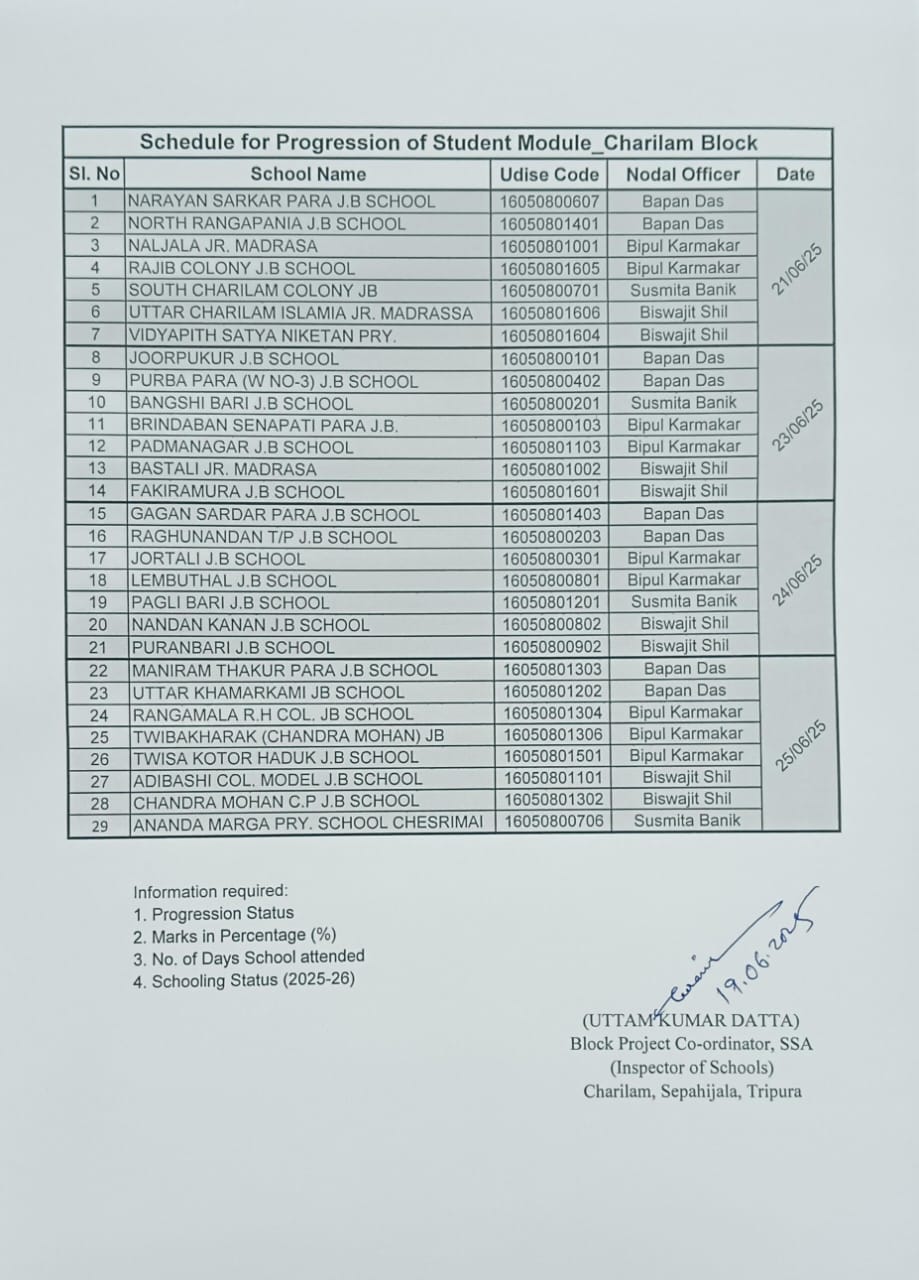 Schedule for Progression of Student Module_Charilam Block
Sl. No School Name Udise Code Nodal Officer Date
1 NARAYAN SARKAR PARA J.B SCHOOL 16050800607 Bapan Das
2 NORTH RANGAPANIA J.B SCHOOL 16050801401 Bapan Das
3 NALJALA JR. MADRASA 16050801001 Bipul Karmakar
4 RAJIB COLONY J.B SCHOOL 16050801605 Bipul Karmakar 21/06/25
5 SOUTH CHARILAM COLONY JB 16050800701 Susmita Banik
6 UTTAR CHARILAM ISLAMIA JR. MADRASSA 16050801606 Biswajit Shil
7 VIDYAPITH SATYA NIKETAN PRY. 16050801604 Biswajit Shil
8 JOORPUKUR J.B SCHOOL 16050800101 Bapan Das
9 PURBA PARA (W NO-3) J.B SCHOOL 16050800402 Bapan Das
10 BANGSHI BARI J.B SCHOOL 16050800201 Susmita Banik
11 BRINDABAN SENAPATI PARA J.B. 16050800103 Bipul Karmakar 23/06/25
12 PADMANAGAR J.B SCHOOL 16050801103 Bipul Karmakar
13 BASTALI JR. MADRASA 16050801002 Biswajit Shil
14 FAKIRAMURA J.B SCHOOL 16050801601 Biswajit Shil
15 GAGAN SARDAR PARA J.B SCHOOL 16050801403 Bapan Das
16 RAGHUNANDAN T/P J.B SCHOOL 16050800203 Bapan Das
17 JORTALI J.B SCHOOL 16050800301 Bipul Karmakar
18 LEMBUTHAL J.B SCHOOL 16050800801 Bipul Karmakar 24/06/25
19 PAGLI BARI J.B SCHOOL 16050801201 Susmita Banik
20 NANDAN KANAN J.B SCHOOL 16050800802 Biswajit Shil
21 PURANBARI J.B SCHOOL 16050800902 Biswajit Shil
22 MANIRAM THAKUR PARA J.B SCHOOL 16050801303 Bapan Das
23 UTTAR KHAMARKAMI JB SCHOOL 16050801202 Bapan Das
24 RANGAMALA R.H COL. JB SCHOOL 16050801304 Bipul Karmakar
25 TWIBAKHARAK (CHANDRA MOHAN) JB 16050801306 Bipul Karmakar 25/06/25
26 TWISA KOTOR HADUK J.B SCHOOL 16050801501 Bipul Karmakar
27 ADIBASHI COL. MODEL J.B SCHOOL 16050801101 Biswajit Shil
28 CHANDRA MOHAN C.P J.B SCHOOL 16050801302 Biswajit Shil
29 ANANDA MARGA PRY. SCHOOL CHESRIMAI 16050800706 Susmita Banik
Information required:
1. Progression Status
2. Marks in Percentage (%)
3. No. of Days School attended
4. Schooling Status (2025-26)
19.06.2025
(UTTAM KUMAR DATTA)
Block Project Co-ordinator, SSA
(Inspector of Schools)
Charilam, Sepahijala, Tripura